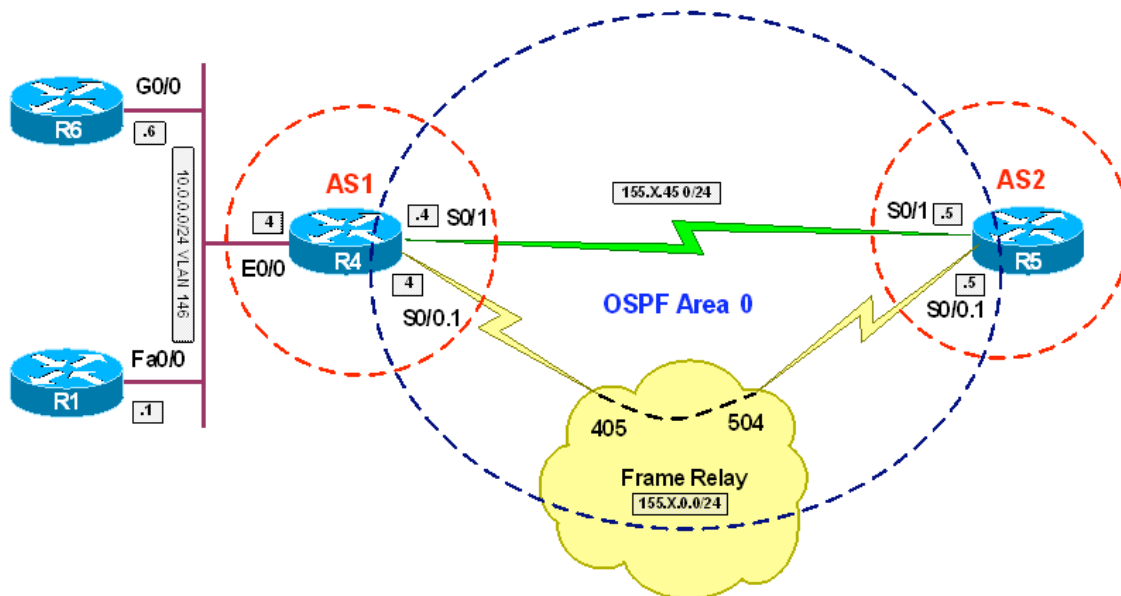 G0/0
R6
.6
10.0.0.0/24 VLAN 146
AS1
4
.4
S0/1
R4
E0/0
4
S0/0.1
155.X.45 0/24
AS2
S0/1
.5
R5
.5
S0/0.1
OSPF Area 0
Fa0/0
R1
.1
405
504
Frame Relay
155.X.0.0/24